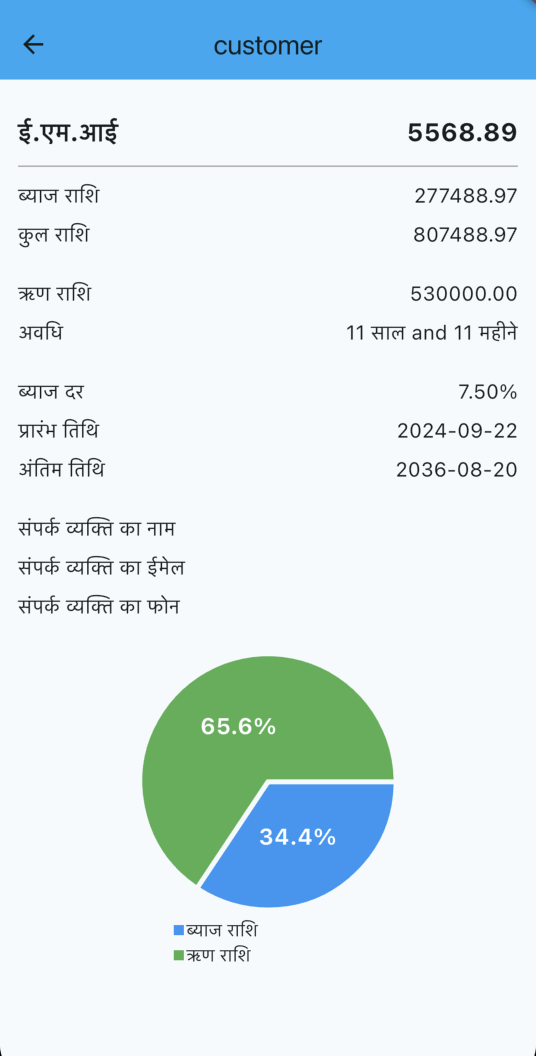 customer
ई.एम.आई 5568.89
ब्याज राशि 277488.97
कुल राशि 807488.97
ऋण राशि 530000.00
अवधि 11 साल and 11 महीने
ब्याज दर 7.50%
प्रारंभ तिथि 2024-09-22
अंतिम तिथि 2036-08-20
संपर्क व्यक्ति का नाम
संपर्क व्यक्ति का ईमेल
संपर्क व्यक्ति का फोन
65.6%
34.4%
ब्याज राशि
ऋण राशि